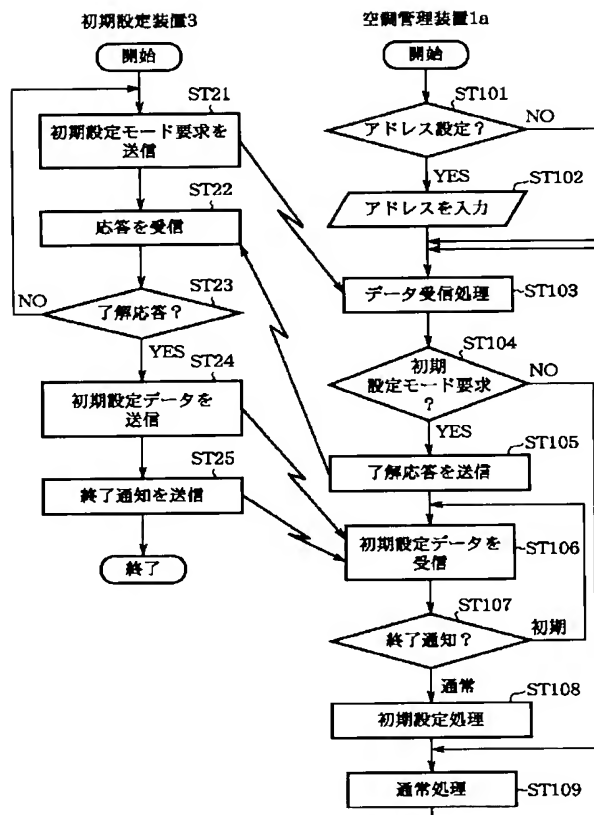 初期設定装置3
開始
ST21
初期設定モード要求を
送信
ST22
応答を受信
ST23
NO
了解応答？
YES
ST24
初期設定データを
送信
ST25
終了通知を送信
終了
空調管理装置1a
開始
ST101
NO
アドレス設定？
YES
ST102
アドレスを入力
データ受信処理
ST103
ST104
初期
設定モード要求
？
NO
YES
ST105
了解応答を送信
初期設定データを
受信
ST106
ST107
終了通知？
初期
通常
ST108
初期設定処理
通常処理
ST109